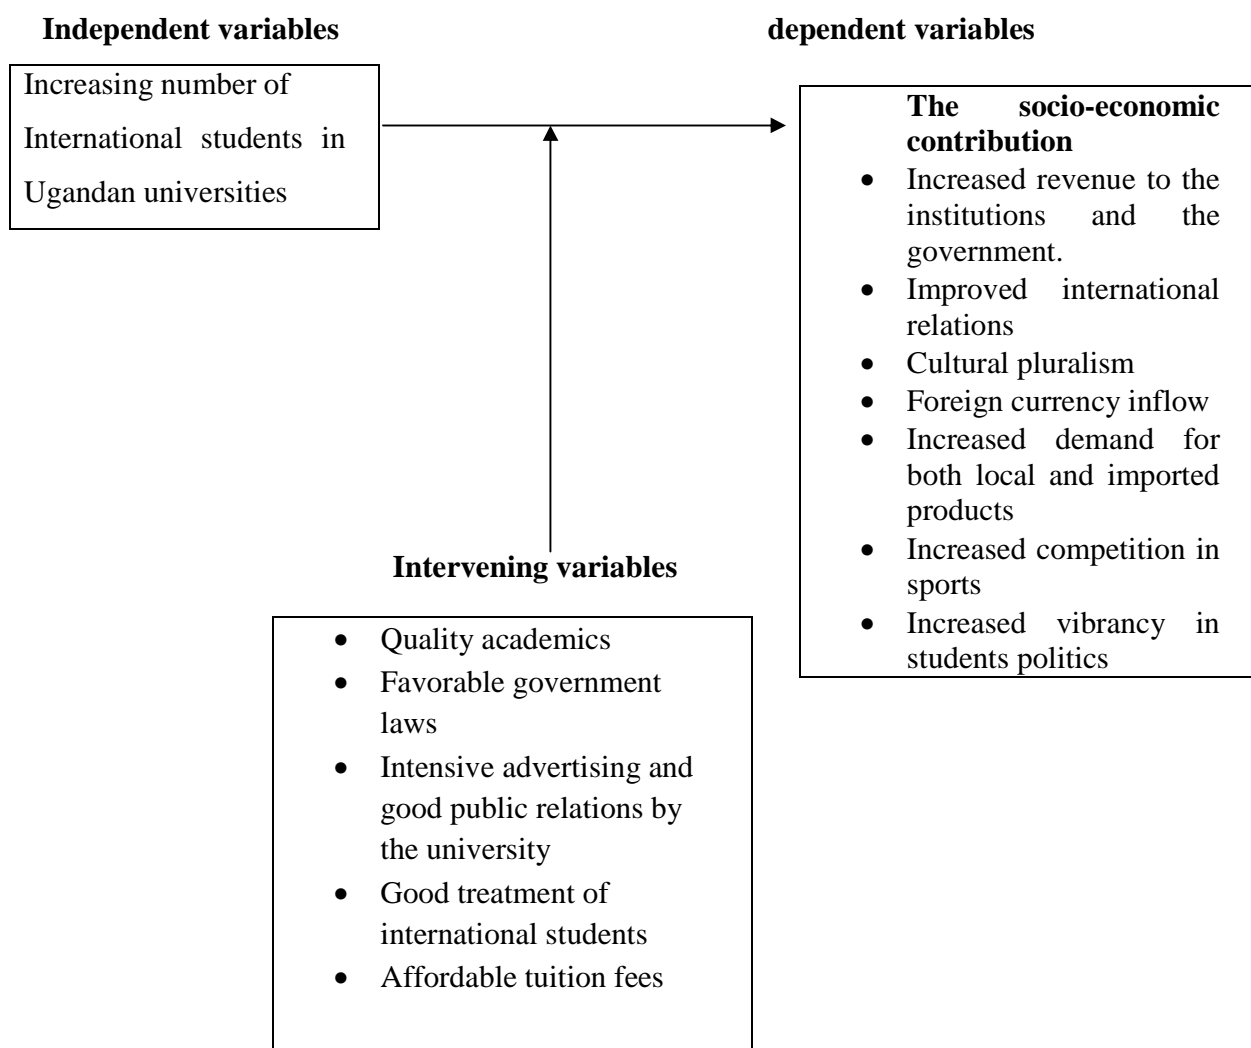 Independent variables
dependent variables
Increasing number of
International students in
Ugandan universities
The socio-economic
contribution
• Increased revenue to the
institutions and the
government.
• Improved international
relations
• Cultural pluralism
• Foreign currency inflow
• Increased demand for
both local and imported
products
• Increased competition in
sports
• Increased vibrancy in
students politics
Intervening variables
• Quality academics
• Favorable government
laws
• Intensive advertising and
good public relations by
the university
• Good treatment of
international students
• Affordable tuition fees